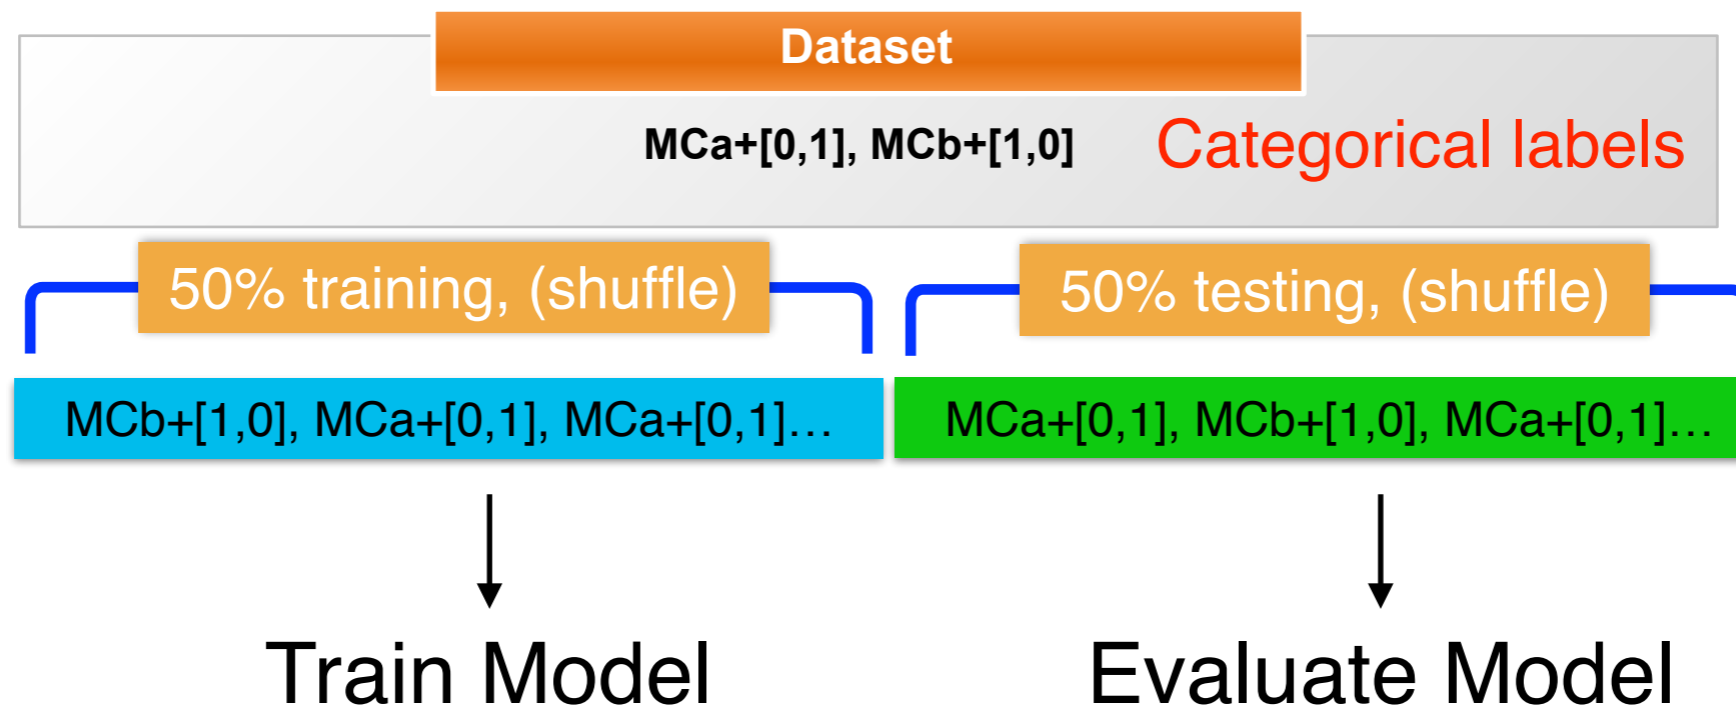 Dataset
MCa+[0,1], MCb+[1,0]
Categorical labels
50% training, (shuffle)
50% testing, (shuffle)
MCb+[1,0], MCa+[0,1], MCa+[0,1]…
MCa+[0,1], MCb+[1,0], MCa+[0,1]…
Train Model
Evaluate Model